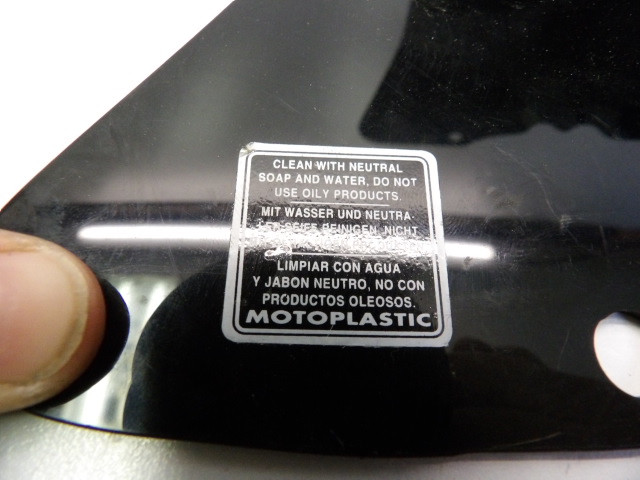 CLEAN WITH NEUTRAL
SOAP AND WATER, DO NOT
USE OILY PRODUCTS.
MIT WASSER UND NEUTRA-
LER SEIFE REINIGEN. NICHT
LIMPIAR CON AGUA
Y JABON NEUTRO, NO CON
PRODUCTOS OLEOSOS.
MOTOPLASTIC